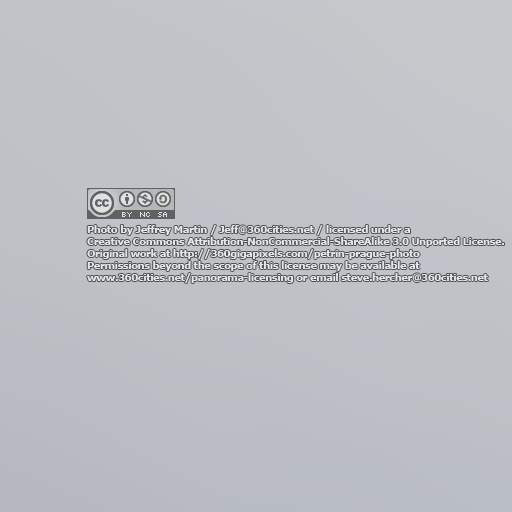 cc
BY NC SA
Photo by Jeffrey Martin / Jeff@360cities.net / licensed under a
Creative Commons Attribution-NonCommercial-ShareAlike 3.0 Unported License.
Original work at http://360gigapixels.com/petrin-prague-photo
Permissions beyond the scope of this license may be available at
www.360cities.net/panorama-licensing or email steve.hercher@360cities.net